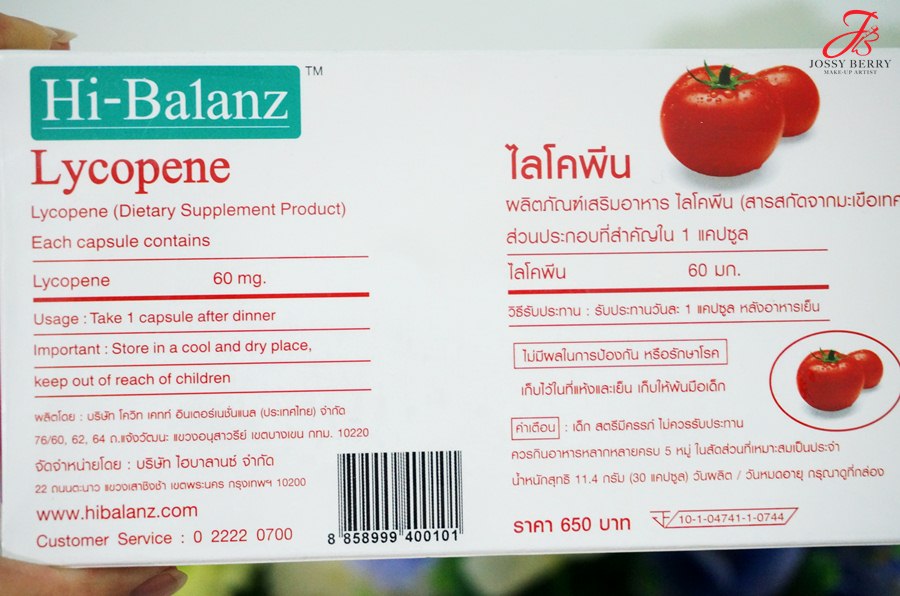 JB
JOSSY BERRY
MAKE-UP ARTIST
Hi-Balanz TM
Lycopene
Lycopene (Dietary Supplement Product)
Each capsule contains
Lycopene 60 mg.
Usage : Take 1 capsule after dinner
Important : Store in a cool and dry place,
keep out of reach of children
ผลิตโดย : บริษัท โควิก เคทท์ อินเตอร์เนชั่นแนล (ประเทศไทย) จำกัด
76/60, 62, 64 ถ.แจ้งวัฒนะ แขวงอนุสาวรีย์ เขตบางเขน กทม. 10220
จัดจำหน่ายโดย : บริษัท ไฮบาลานซ์ จำกัด
22 ถนนตะนาว แขวงเสาชิงช้า เขตพระนคร กรุงเทพฯ 10200
www.hibalanz.com
Customer Service : 0 2222 0700
8 858999 400101
ไลโคพีน
ผลิตภัณฑ์เสริมอาหาร ไลโคพีน (สารสกัดจากมะเขือเทศ
ส่วนประกอบที่สำคัญใน 1 แคปซูล
ไลโคพีน 60 มก.
วิธีรับประทาน : รับประทานวันละ 1 แคปซูล หลังอาหารเย็น
ไม่มีผลในการป้องกัน หรือรักษาโรค
เก็บไว้ในที่แห้งและเย็น เก็บให้พ้นมือเด็ก
คำเตือน : เด็ก สตรีมีครรภ์ ไม่ควรรับประทาน
ควรกินอาหารหลากหลายครบ 5 หมู่ ในสัดส่วนที่เหมาะสมเป็นประจำ
น้ำหนักสุทธิ 11.4 กรัม (30 แคปซูล) วันผลิต / วันหมดอายุ กรุณาดูที่กล่อง
ราคา 650 บาท
10-1-04741-1-0744